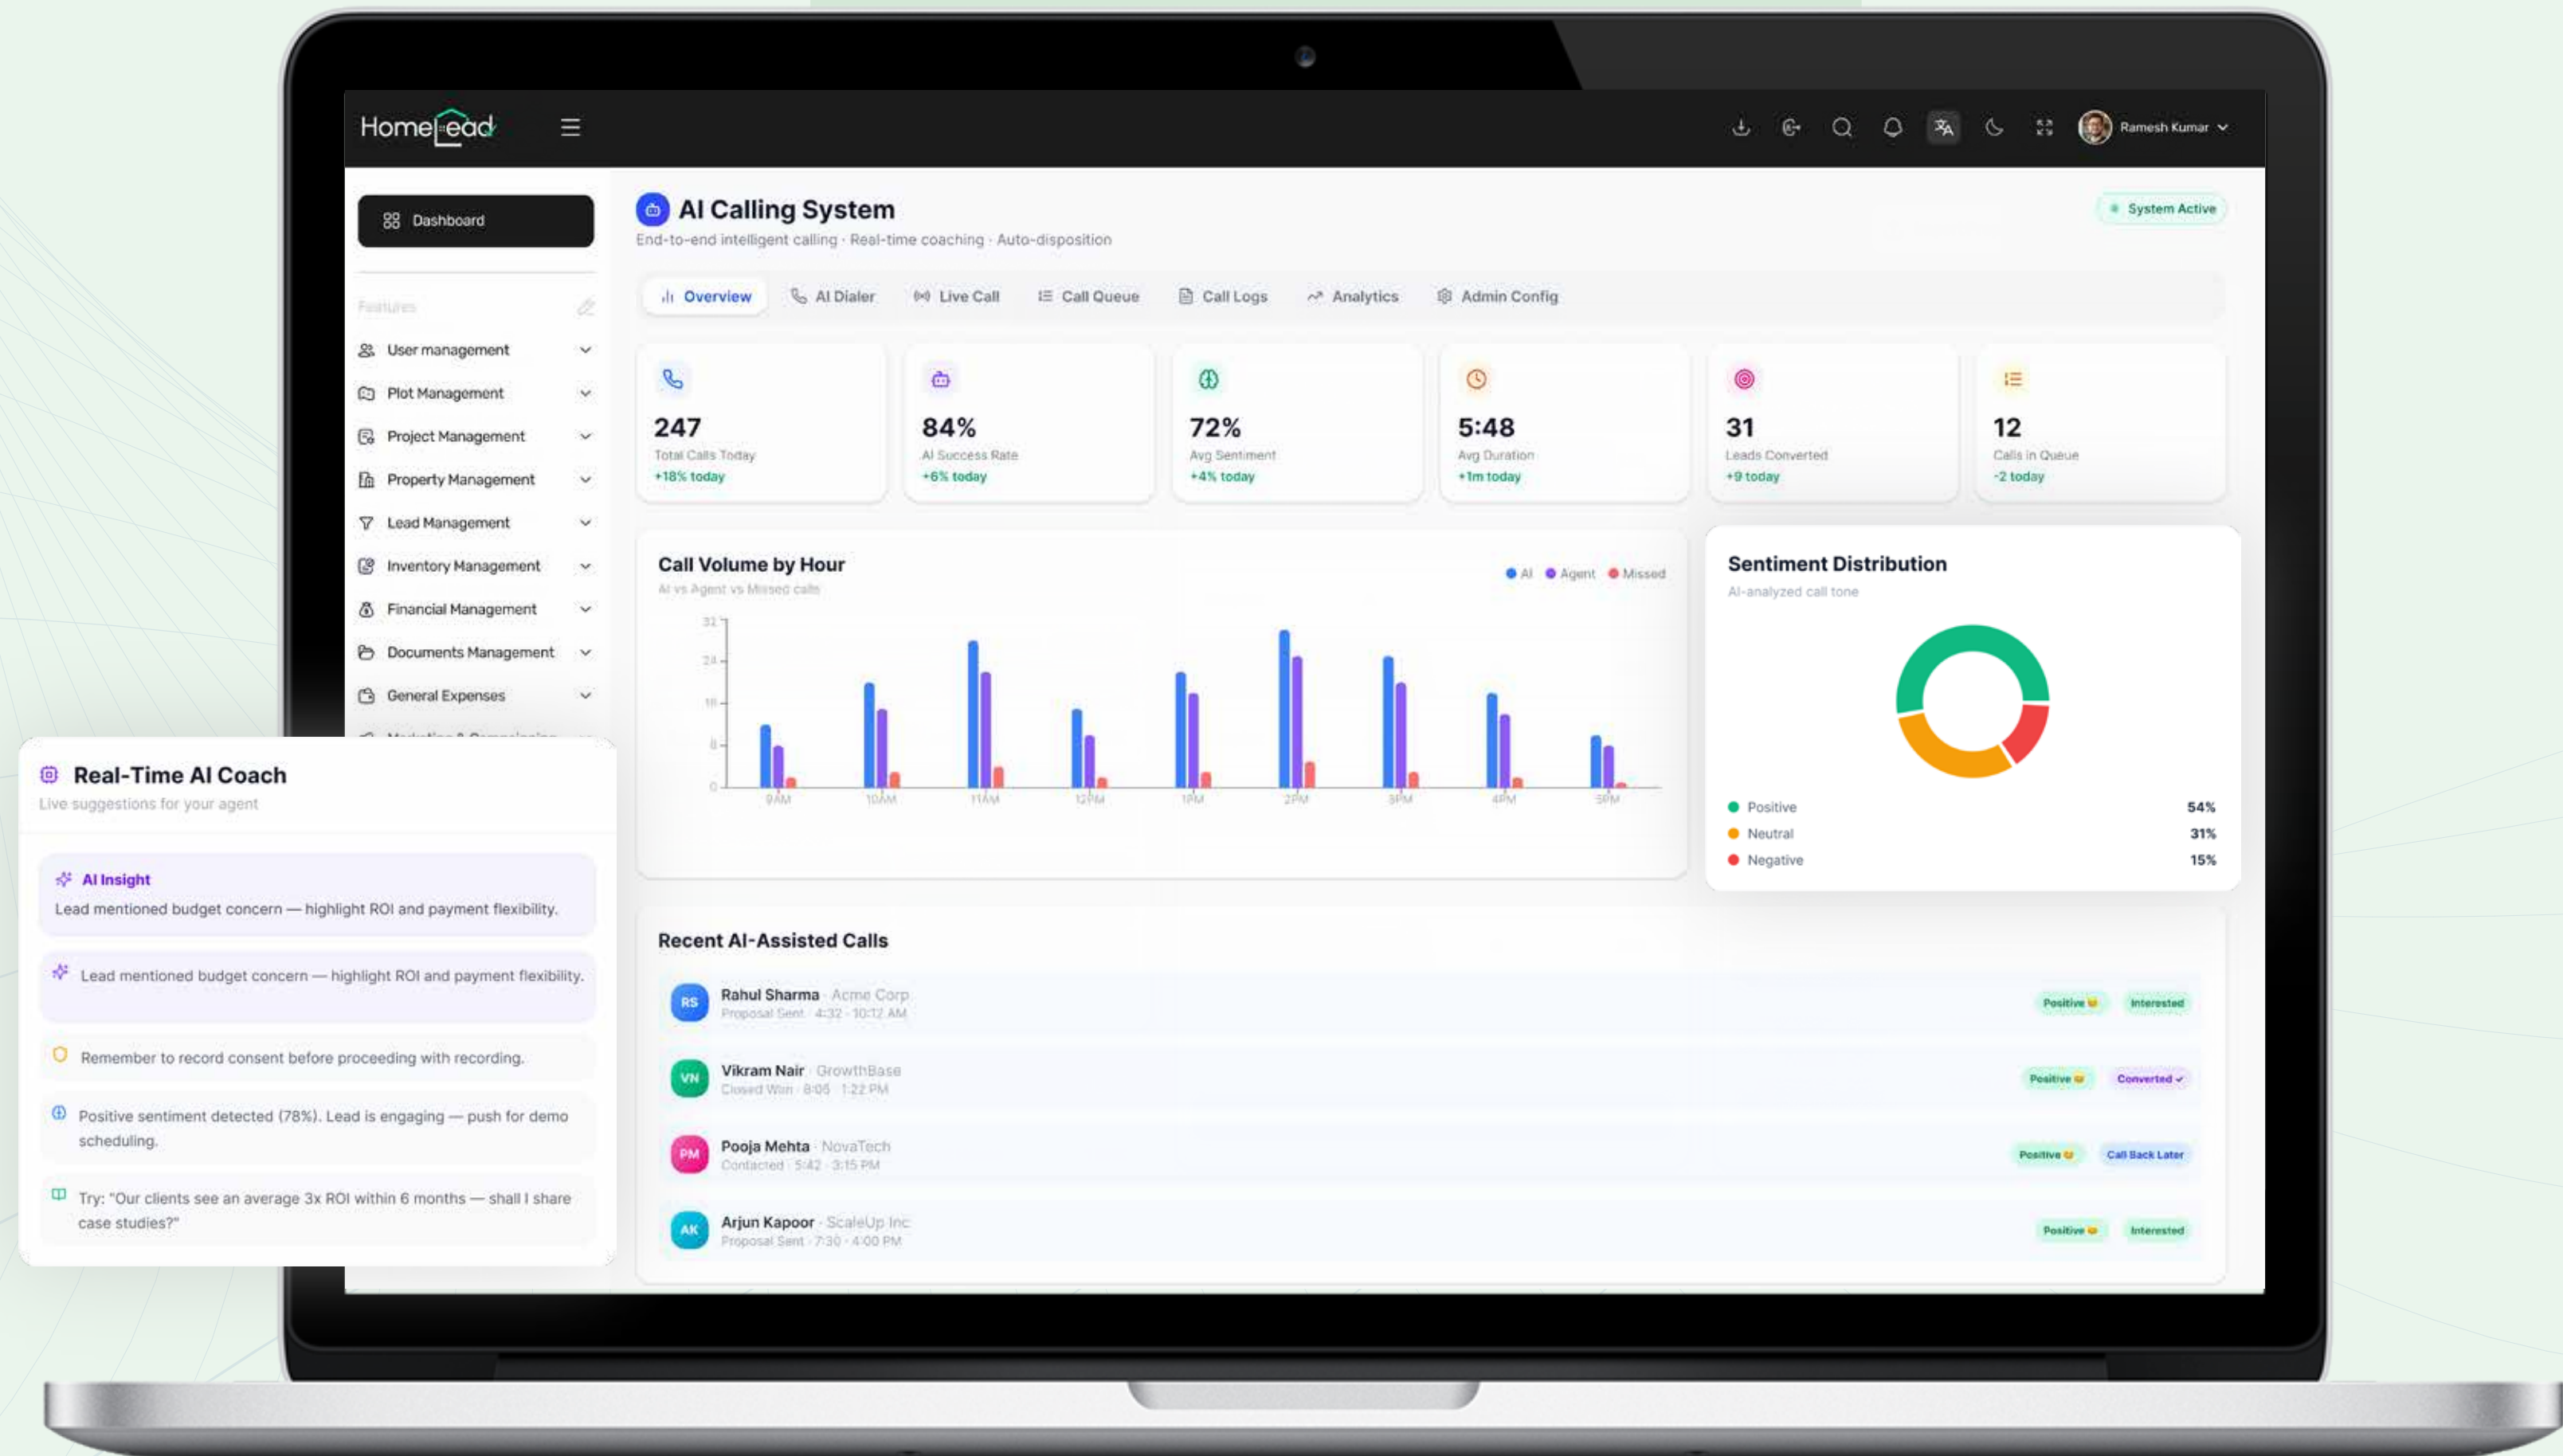 HomeLead
Ramesh Kumar
Dashboard
Features
User management
Plot Management
Project Management
Property Management
Lead Management
Inventory Management
Financial Management
Documents Management
General Expenses
AI Calling System
End-to-end intelligent calling · Real-time coaching · Auto-disposition
System Active
Overview
AI Dialer
Live Call
Call Queue
Call Logs
Analytics
Admin Config
247
Total Calls Today
+18% today
84%
AI Success Rate
+6% today
72%
Avg Sentiment
+4% today
5:48
Avg Duration
+1m today
31
Leads Converted
+9 today
12
Calls in Queue
-2 today
Call Volume by Hour
AI vs Agent vs Missed calls
AI Agent Missed
32
24
16
8
0
9AM 10AM 11AM 12PM 1PM 2PM 3PM 4PM 5PM
Sentiment Distribution
AI-analyzed call tone
Positive 54%
Neutral 31%
Negative 15%
Real-Time AI Coach
Live suggestions for your agent
AI Insight
Lead mentioned budget concern — highlight ROI and payment flexibility.
Lead mentioned budget concern — highlight ROI and payment flexibility.
Remember to record consent before proceeding with recording.
Positive sentiment detected (78%). Lead is engaging — push for demo
scheduling.
Try: "Our clients see an average 3x ROI within 6 months — shall I share
case studies?"
Recent AI-Assisted Calls
RS
Rahul Sharma · Acme Corp
Proposal Sent · 4:32 · 10:12 AM
Positive Interested
VN
Vikram Nair · GrowthBase
Closed Won · 8:05 · 1:22 PM
Positive Converted ✓
PM
Pooja Mehta · NovaTech
Contacted · 5:42 · 3:15 PM
Positive Call Back Later
AK
Arjun Kapoor · ScaleUp Inc
Proposal Sent · 7:30 · 4:00 PM
Positive Interested